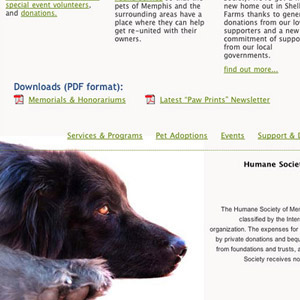 special event volunteers,
and donations.
pets of Memphis and the
surrounding areas have a
place where they can help
get re-united with their
owners.
new home out in Shel
Farms thanks to gener
donations from our lo
supporters and a new
commitment of suppo
from our local
governments.
find out more...
Downloads (PDF format):
Memorials & Honorariums
Latest "Paw Prints" Newsletter
Services & Programs Pet Adoptions Events Support &
Humane Socie
The Humane Society of Mem
classified by the Inter
organization. The expenses for
by private donations and bequ
from foundations and trusts, a
Society receives no